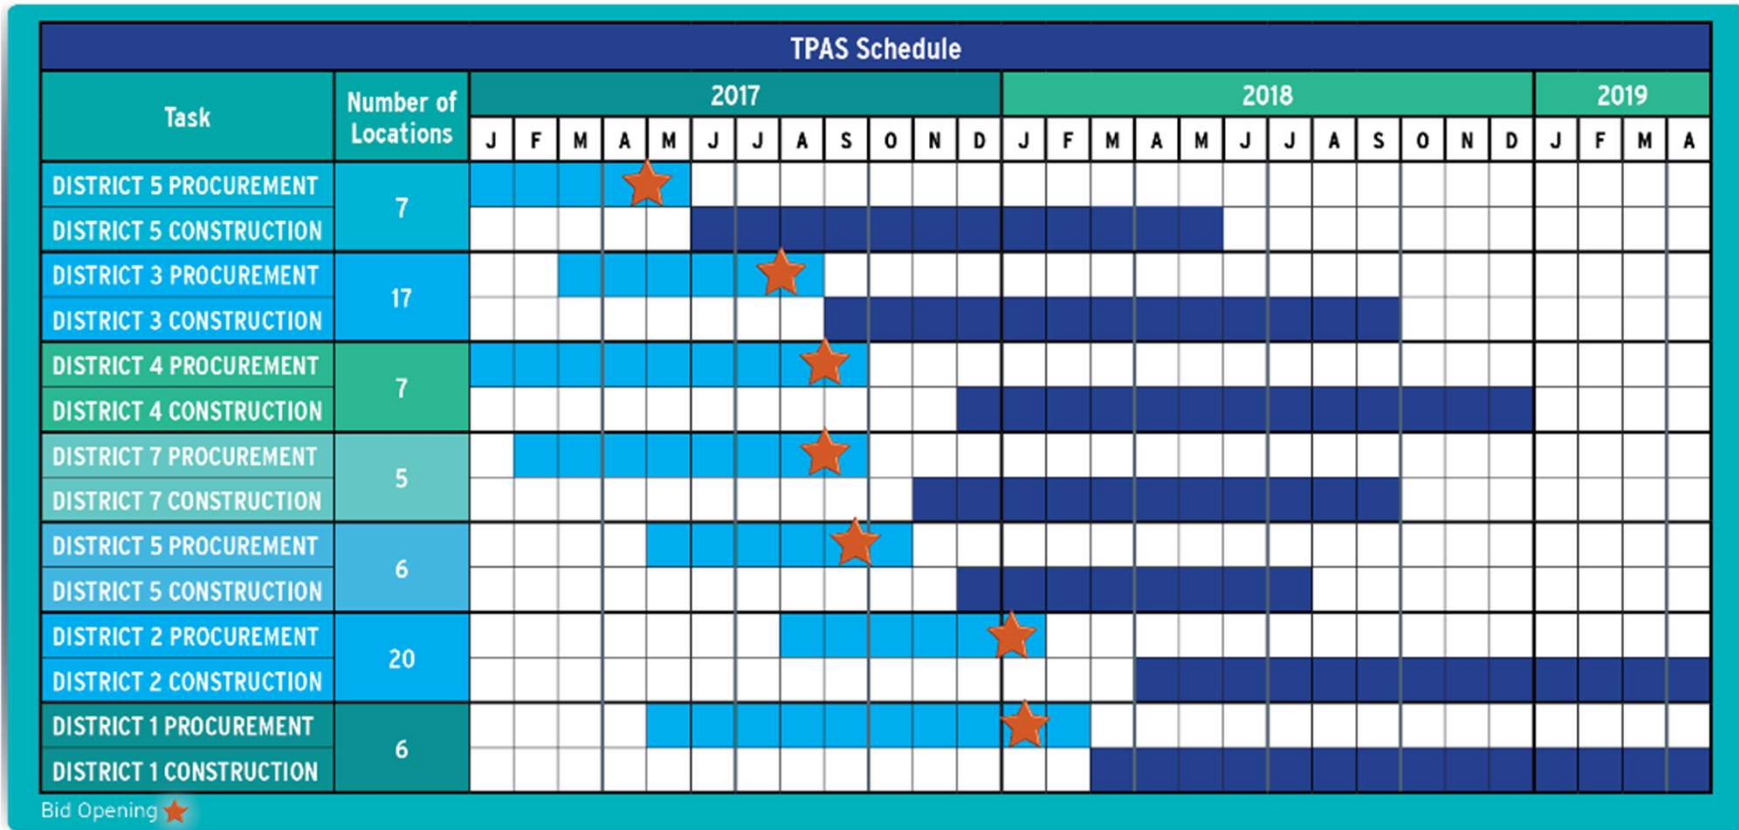 TPAS Schedule
Task
Number of
Locations
2017
2018
2019
J F M A M J J A S O N D J F M A M J J A S O N D J F M A
DISTRICT 5 PROCUREMENT
7
DISTRICT 5 CONSTRUCTION
DISTRICT 3 PROCUREMENT
17
DISTRICT 3 CONSTRUCTION
DISTRICT 4 PROCUREMENT
7
DISTRICT 4 CONSTRUCTION
DISTRICT 7 PROCUREMENT
5
DISTRICT 7 CONSTRUCTION
DISTRICT 5 PROCUREMENT
6
DISTRICT 5 CONSTRUCTION
DISTRICT 2 PROCUREMENT
20
DISTRICT 2 CONSTRUCTION
DISTRICT 1 PROCUREMENT
6
DISTRICT 1 CONSTRUCTION
Bid Opening